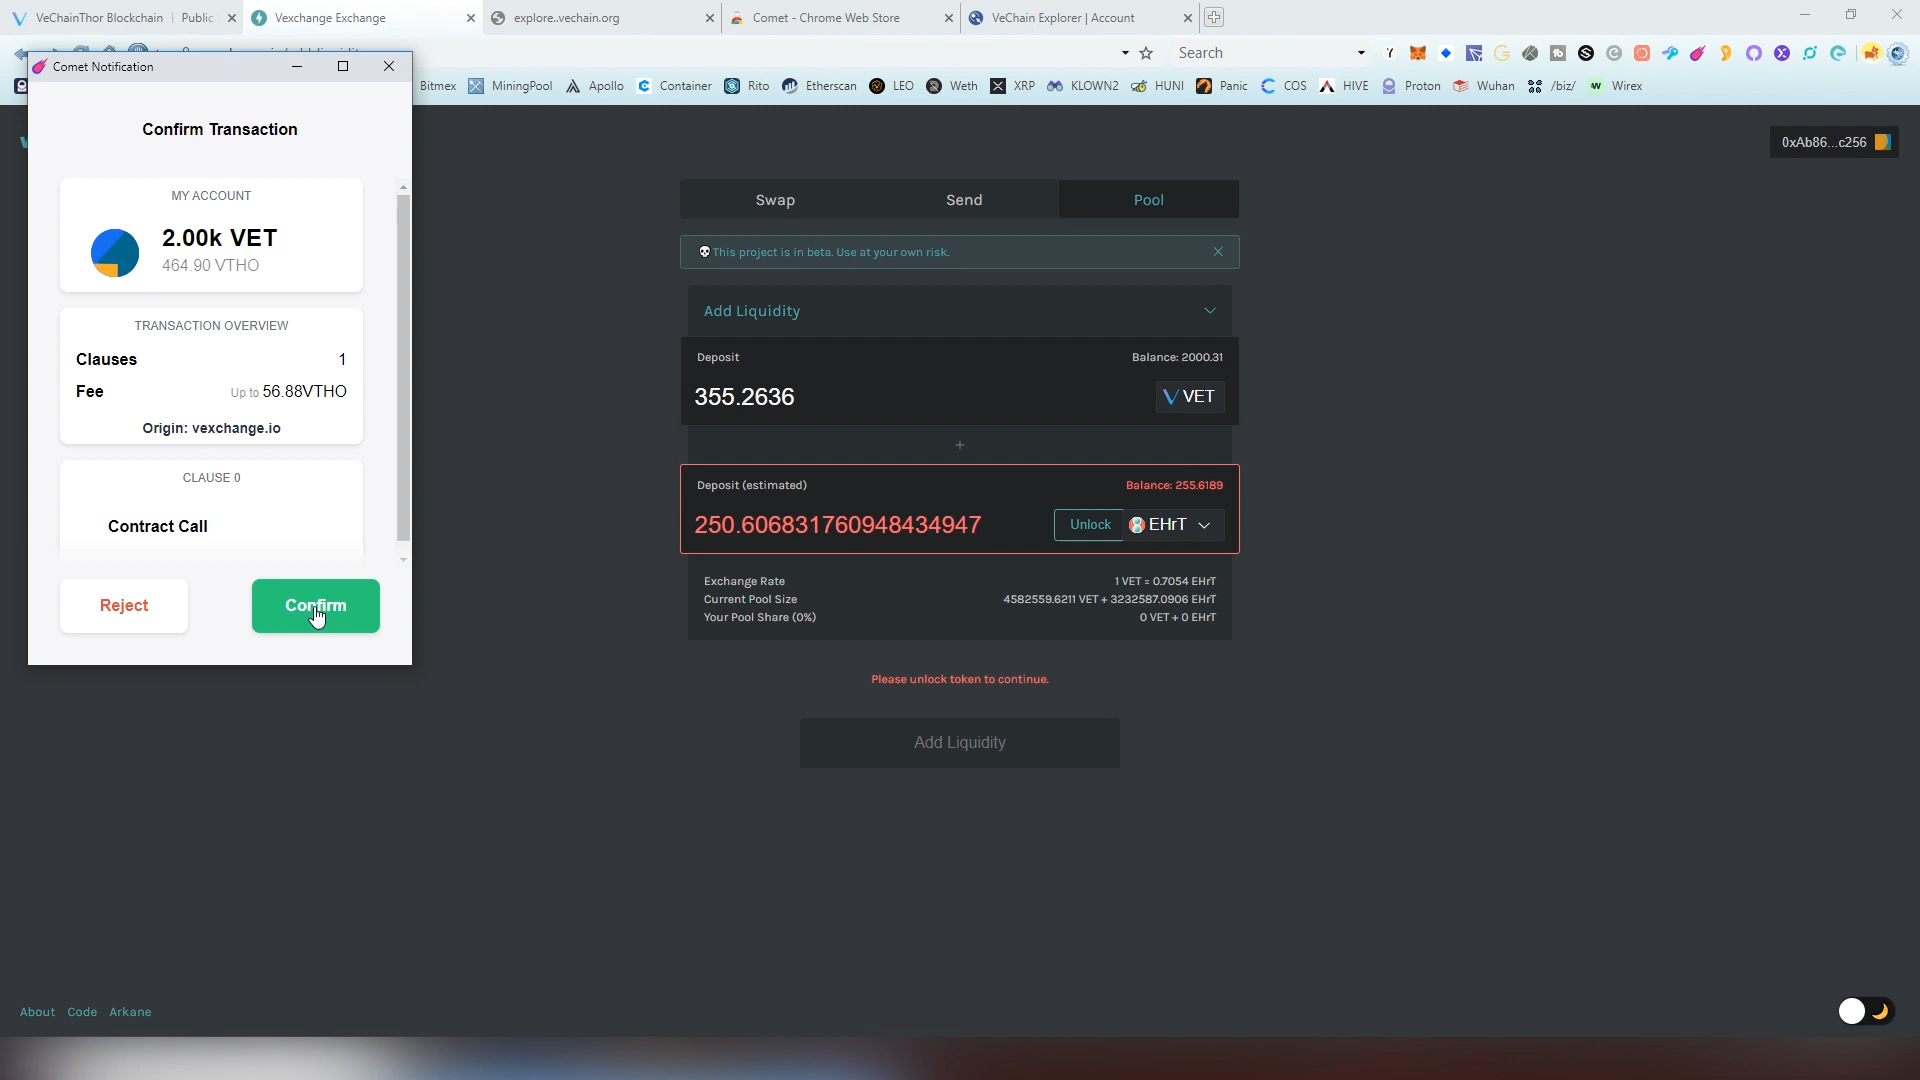 VeChainThor Blockchain | Public
Vexchange Exchange
explore..vechain.org
Comet - Chrome Web Store
VeChain Explorer | Account
Search
Bitmex
MiningPool
Apollo
Container
Rito
Etherscan
LEO
Weth
XRP
KLOWN2
HUNI
Panic
COS
HIVE
Proton
Wuhan
/biz/
Wirex
Comet Notification
Confirm Transaction
MY ACCOUNT
2.00k VET
464.90 VTHO
TRANSACTION OVERVIEW
Clauses 1
Fee Up to 56.88VTHO
Origin: vexchange.io
CLAUSE 0
Contract Call
Reject
Confirm
0xAb86...c256
Swap
Send
Pool
💀This project is in beta. Use at your own risk.
Add Liquidity
Deposit Balance: 2000.31
355.2636 VET
+
Deposit (estimated) Balance: 255.6189
250.606831760948434947 Unlock EHrT
Exchange Rate 1 VET = 0.7054 EHrT
Current Pool Size 4582559.6211 VET + 3232587.0906 EHrT
Your Pool Share (0%) 0 VET + 0 EHrT
Please unlock token to continue.
Add Liquidity
About Code Arkane